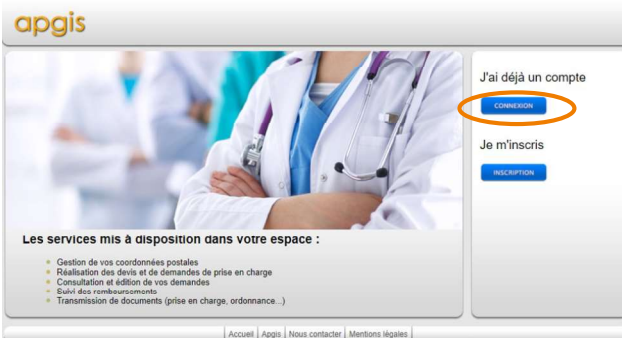 apgis
J'ai déjà un compte
CONNEXION
Je m'inscris
INSCRIPTION
Les services mis à disposition dans votre espace :
Gestion de vos coordonnées postales
Réalisation des devis et de demandes de prise en charge
Consultation et édition de vos demandes
Suivi des remboursements
Transmission de documents (prise en charge, ordonnance...)
Accueil | Apgis | Nous contacter | Mentions légales